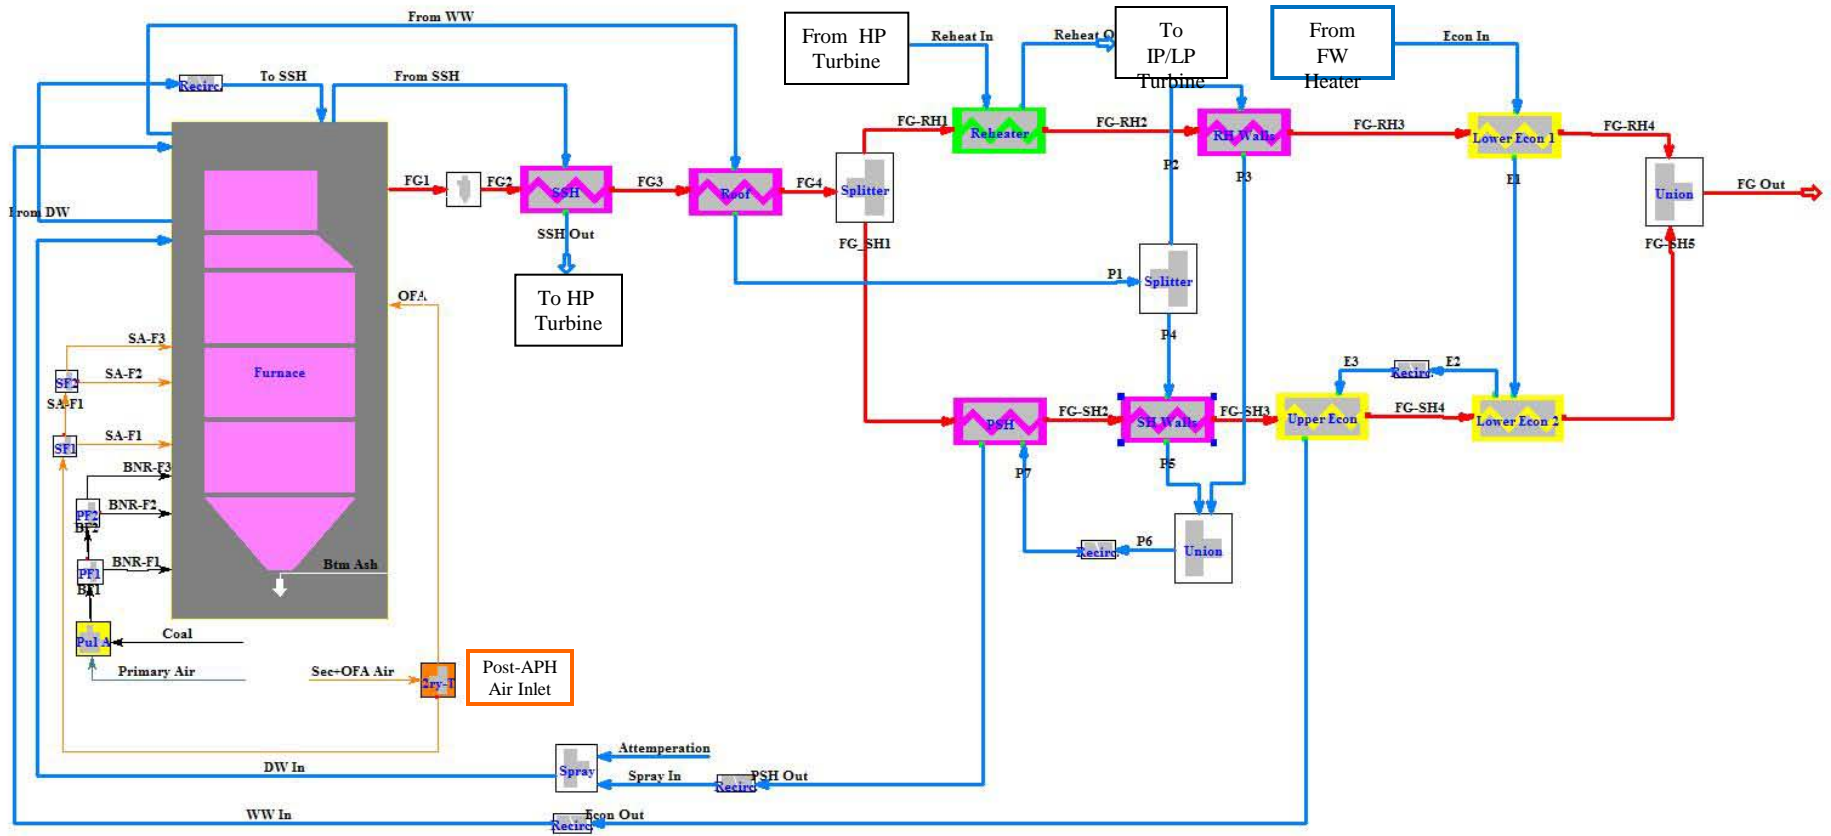 From WW
From HP
Turbine
Reheat In
Reheat O
To
IP/LP
Turbine
From
FW
Heater
Econ In
Recirc.
To SSH
From SSH
FG-RH1
Reheater
FG-RH2
RH Walls
FG-RH3
Lower Econ 1
FG-RH4
P2
P3
E1
FG1
FG2
SSH
FG3
Roof
FG4
Splitter
Union
FG Out
From DW
SSH Out
FG_SH1
FG-SH5
To HP
Turbine
P1
Splitter
OFA
P4
SA-F3
SF2
SA-F2
SA-F1
Furnace
E3
Recirc.
E2
SF1
SA-F1
PSH
FG-SH2
SH Walls
FG-SH3
Upper Econ
FG-SH4
Lower Econ 2
BNR-F3
P7
P5
PF2
BNR-F2
BF2
PF1
BNR-F1
BF1
Btm Ash
Recirc.
P6
Union
Pul A
Coal
Primary Air
Sec+OFA Air
2ry-T
Post-APH
Air Inlet
DW In
Spray
Attemperation
Spray In
Recirc.
PSH Out
WW In
Recirc.
Econ Out